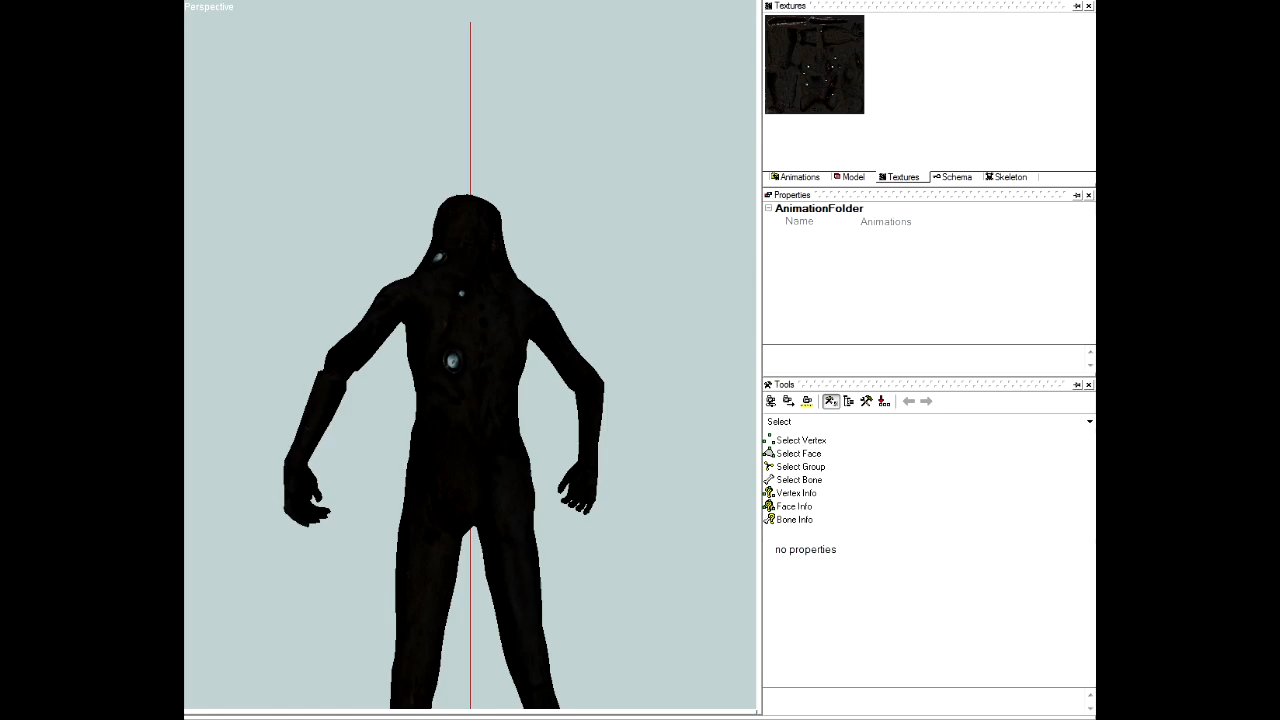 Perspective
Textures
Animations Model Textures Schema Skeleton
Properties
AnimationFolder
Name Animations
Tools
Select
Select Vertex
Select Face
Select Group
Select Bone
Vertex Info
Face Info
Bone Info
no properties